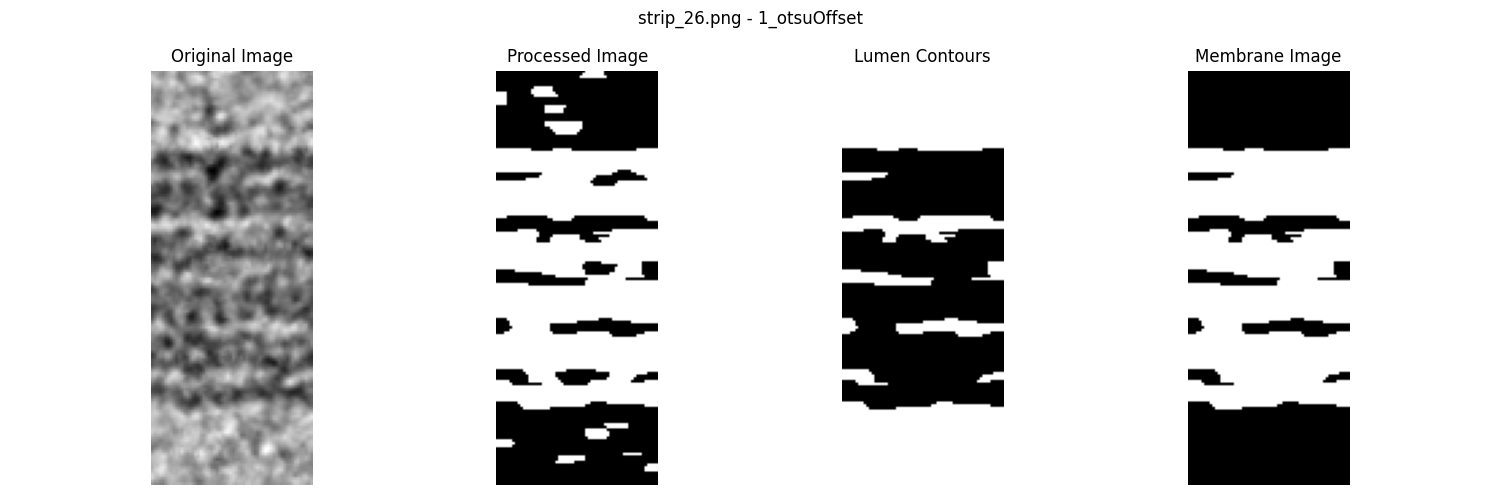 strip_26.png - 1_otsuOffset
Original Image
Processed Image
Lumen Contours
Membrane Image